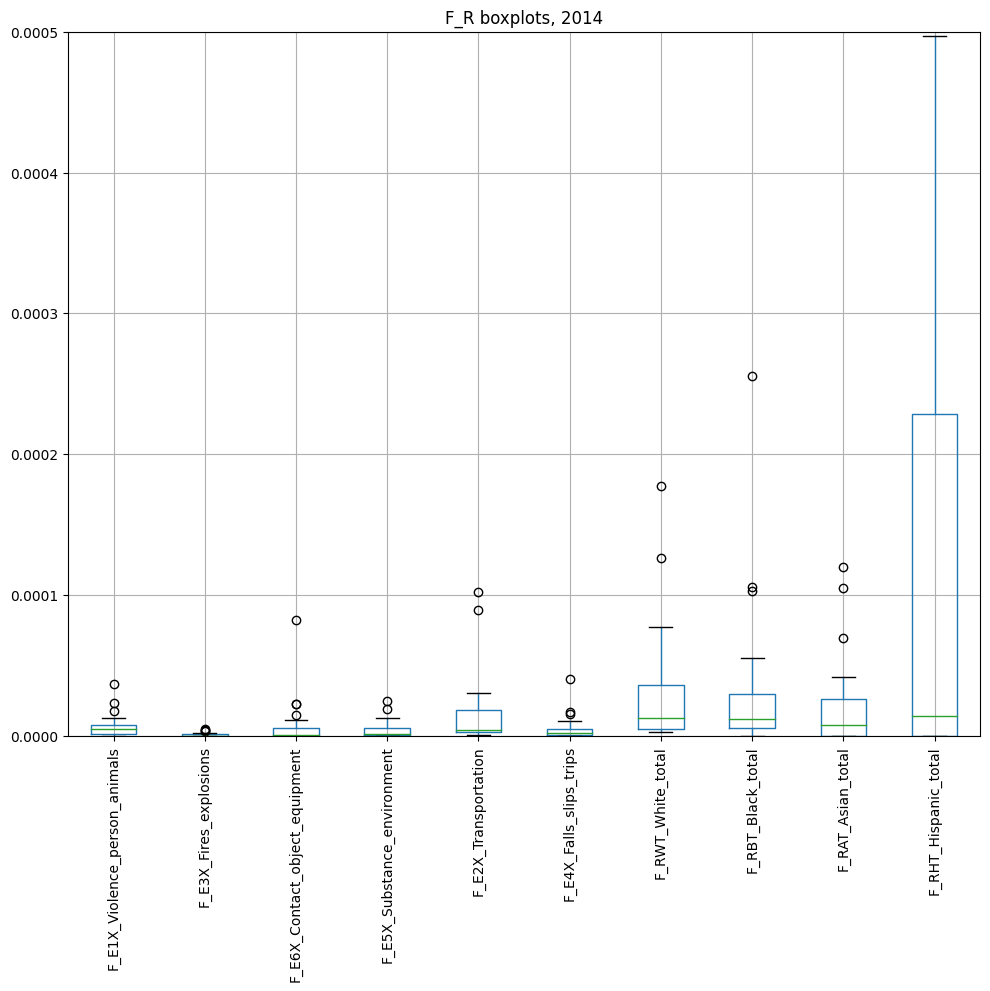 F_R boxplots, 2014
0.0005
0.0004
0.0003
0.0002
0.0001
0.0000
F_E1X_Violence_person_animals
F_E3X_Fires_explosions
F_E6X_Contact_object_equipment
F_E5X_Substance_environment
F_E2X_Transportation
F_E4X_Falls_slips_trips
F_RWT_White_total
F_RBT_Black_total
F_RAT_Asian_total
F_RHT_Hispanic_total